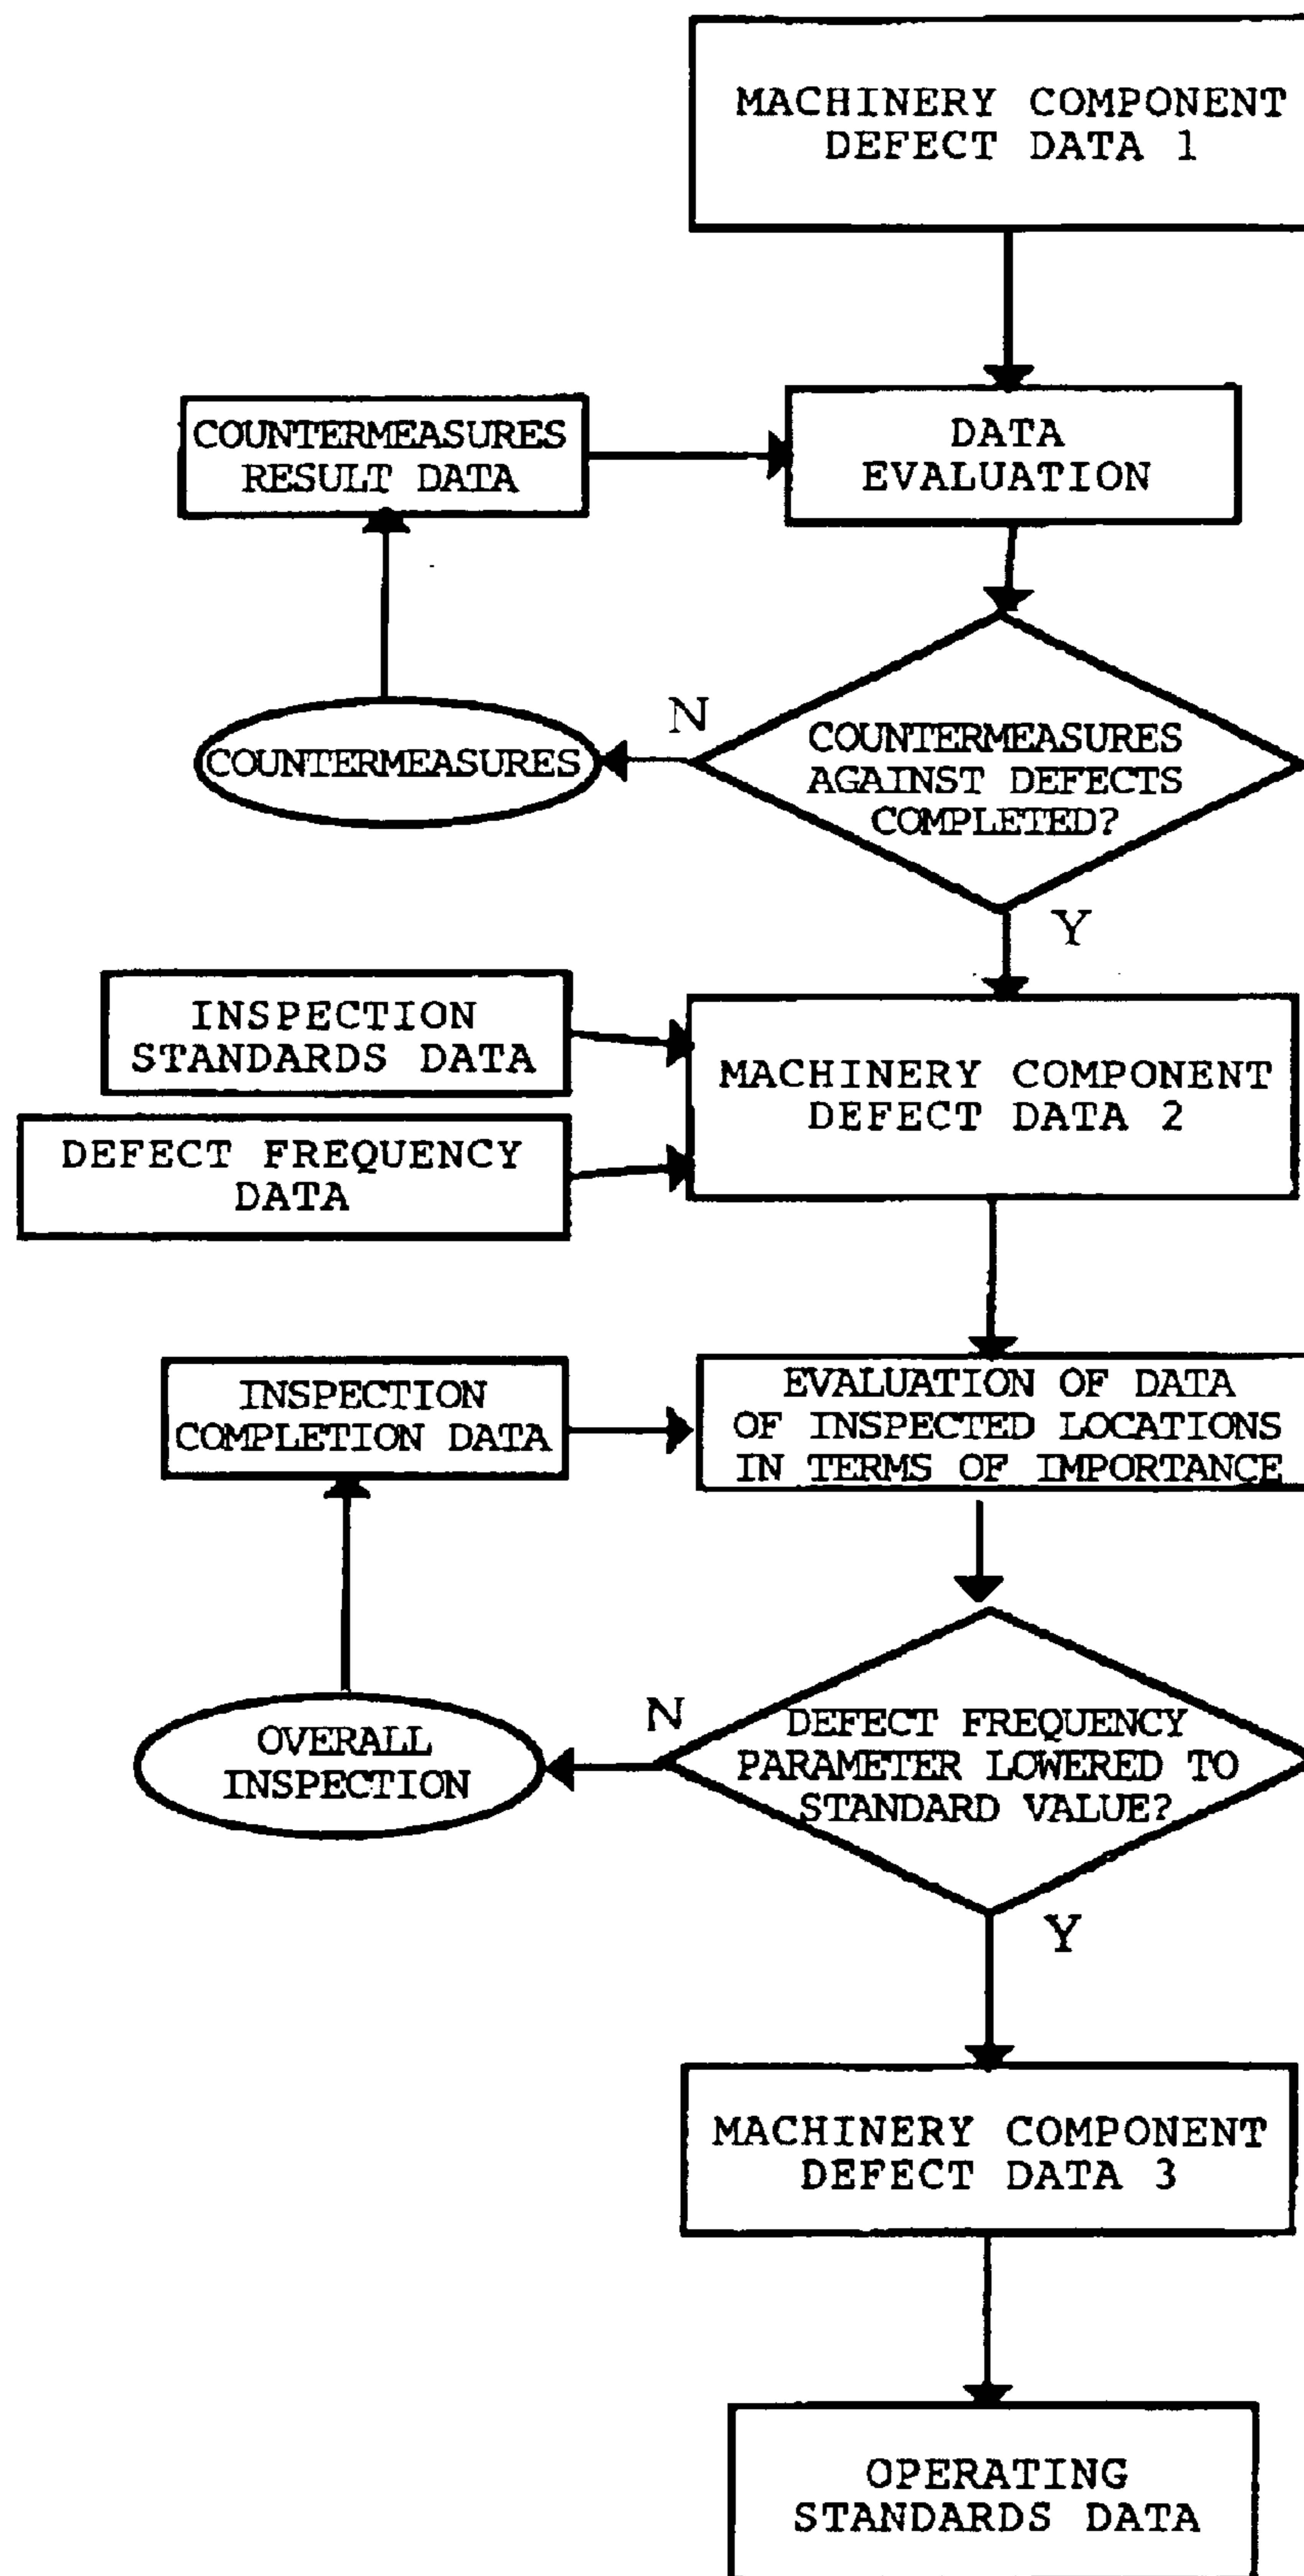 MACHINERY COMPONENT
DEFECT DATA 1
COUNTERMEASURES
RESULT DATA
DATA
EVALUATION
N
COUNTERMEASURES
COUNTERMEASURES
AGAINST DEFECTS
COMPLETED?
Y
INSPECTION
STANDARDS DATA
DEFECT FREQUENCY
DATA
MACHINERY COMPONENT
DEFECT DATA 2
INSPECTION
COMPLETION DATA
EVALUATION OF DATA
OF INSPECTED LOCATIONS
IN TERMS OF IMPORTANCE
N
OVERALL
INSPECTION
DEFECT FREQUENCY
PARAMETER LOWERED TO
STANDARD VALUE?
Y
MACHINERY COMPONENT
DEFECT DATA 3
OPERATING
STANDARDS DATA